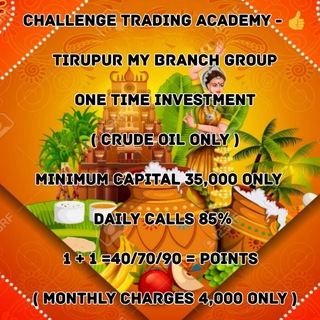 CHALLENGE TRADING ACADEMY - 👍
TIRUPUR MY BRANCH GROUP
ONE TIME INVESTMENT
( CRUDE OIL ONLY )
MINIMUM CAPITAL 35,000 ONLY
DAILY CALLS 85%
1 + 1 =40/70/90 = POINTS
( MONTHLY CHARGES 4,000 ONLY )